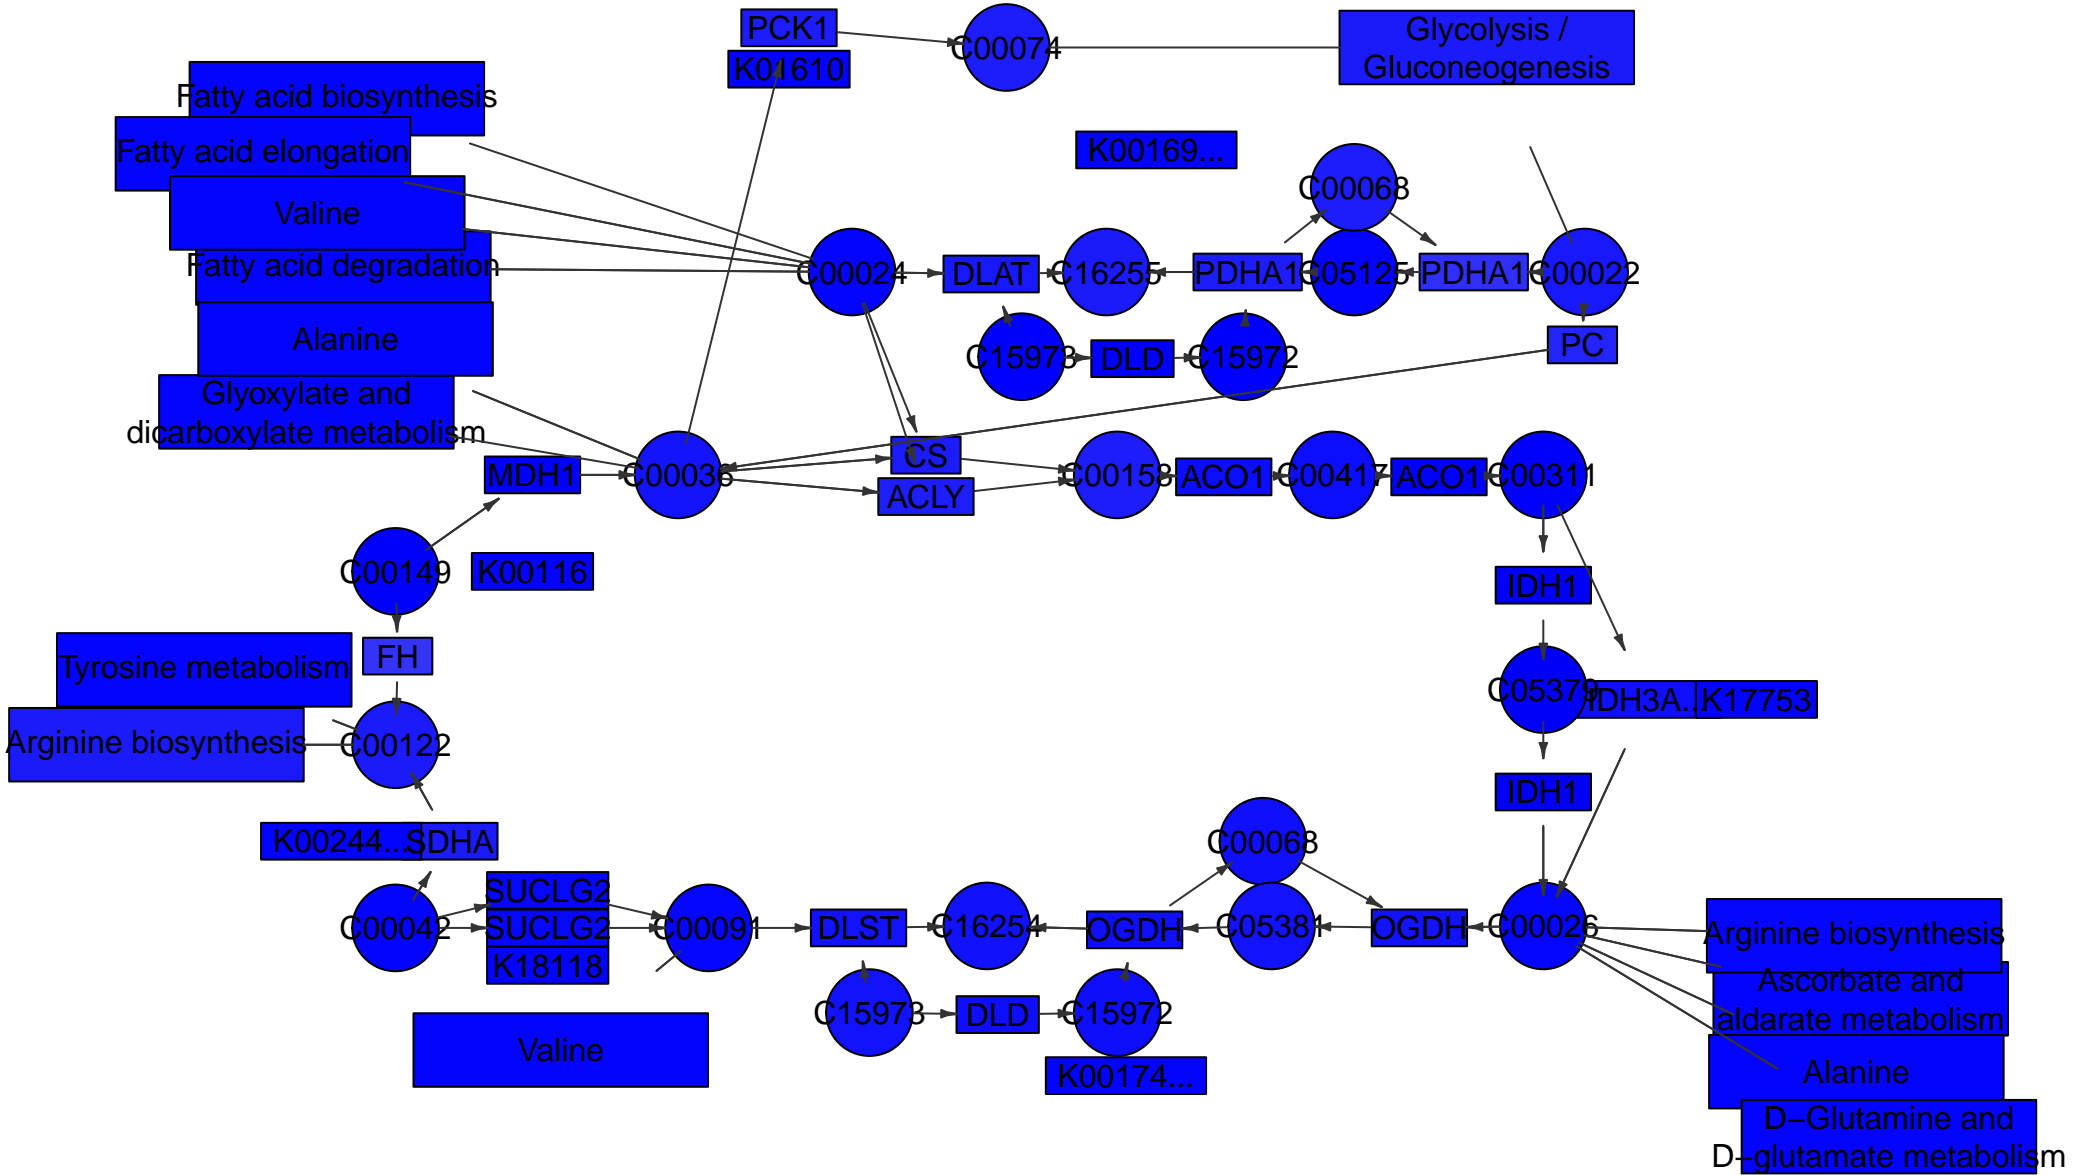 PCK1
C00074
Glycolysis /
Gluconeogenesis
K01610
Fatty acid biosynthesis
Fatty acid elongation
K00169...
C00068
Valine
Fatty acid degradation
C00024
DLAT
C16255
PDHA1
C05125
PDHA1
C00022
Alanine
C15973
DLD
C15972
PC
Glyoxylate and
dicarboxylate metabolism
MDH1
C00036
CS
ACLY
C00158
ACO1
C00417
ACO1
C00311
C00149
K00116
IDH1
FH
Tyrosine metabolism
C05379
IDH3A...
K17753
Arginine biosynthesis
C00122
IDH1
K00244...
SDHA
C00068
SUCLG2
C00042
SUCLG2
C00091
DLST
C16254
OGDH
C05381
OGDH
C00026
Arginine biosynthesis
K18118
Ascorbate and
aldarate metabolism
C15973
DLD
C15972
Valine
K00174...
Alanine
D−Glutamine and
D−glutamate metabolism